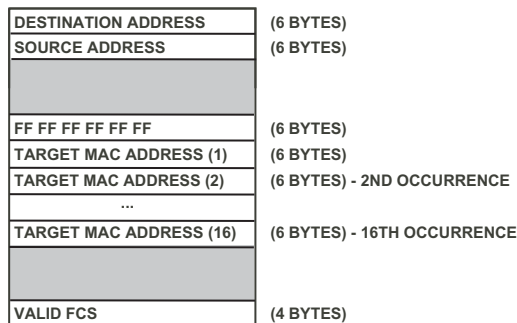 DESTINATION ADDRESS (6 BYTES)
SOURCE ADDRESS (6 BYTES)
FF FF FF FF FF FF (6 BYTES)
TARGET MAC ADDRESS (1) (6 BYTES)
TARGET MAC ADDRESS (2) (6 BYTES) - 2ND OCCURRENCE
...
TARGET MAC ADDRESS (16) (6 BYTES) - 16TH OCCURRENCE
VALID FCS (4 BYTES)